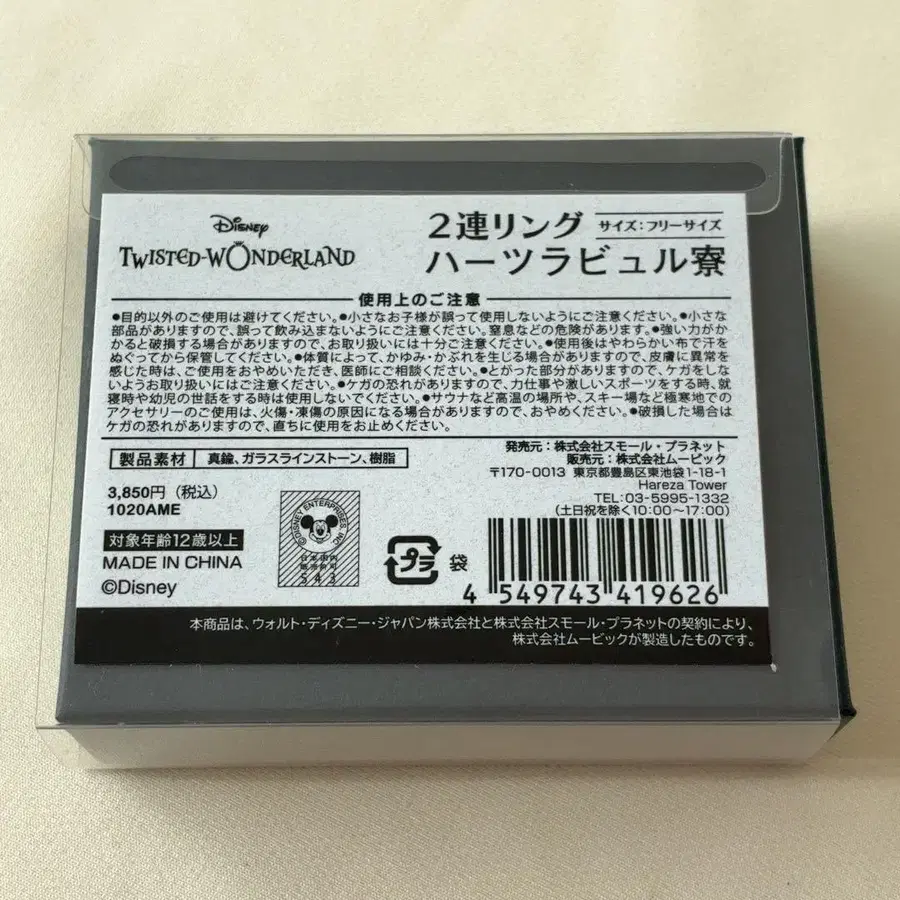 Disney
TWISTED-WONDERLAND
2連リング サイズ:フリーサイズ
ハーツラビュル寮
使用上のご注意
●目的以外のご使用は避けてください。●小さなお子様が誤って使用しないようにご注意ください。●小さな
部品がありますので、誤って飲み込まないようにご注意ください。窒息などの危険があります。●強い力がか
かると破損する場合がありますので、お取り扱いには十分ご注意ください。●使用後はやわらかい布で汗を
ぬぐってから保管してください。●体質によって、かゆみ・かぶれを生じる場合がありますので、皮膚に異常を
感じた時は、ご使用をおやめいただき、医師にご相談ください。●とがった部分がありますので、ケガをし
ないようお取り扱いにはご注意ください。●ケガの恐れがありますので、力仕事や激しいスポーツをする時、就
寝時や幼児の世話をする時は使用しないでください。●サウナなど高温の場所や、スキー場など極寒地での
アクセサリーのご使用は、火傷・凍傷の原因になる場合がありますので、おやめください。●破損した場合は
ケガの恐れがありますので、直ちに使用をお止めください。
製品素材 真鍮、ガラスラインストーン、樹脂
3,850円(税込)
1020AME
対象年齢12歳以上
MADE IN CHINA
©Disney
©DISNEY ENTERPRISES, INC.
日本国内
販売許可
543
発売元:株式会社スモール・プラネット
販売元:株式会社ムービック
〒170-0013 東京都豊島区東池袋1-18-1
Hareza Tower
TEL:03-5995-1332
(土日祝を除く10:00~17:00)
プラ 袋
4 549743 419626
本商品は、ウォルト・ディズニー・ジャパン株式会社と株式会社スモール・プラネットの契約により、
株式会社ムービックが製造したものです。